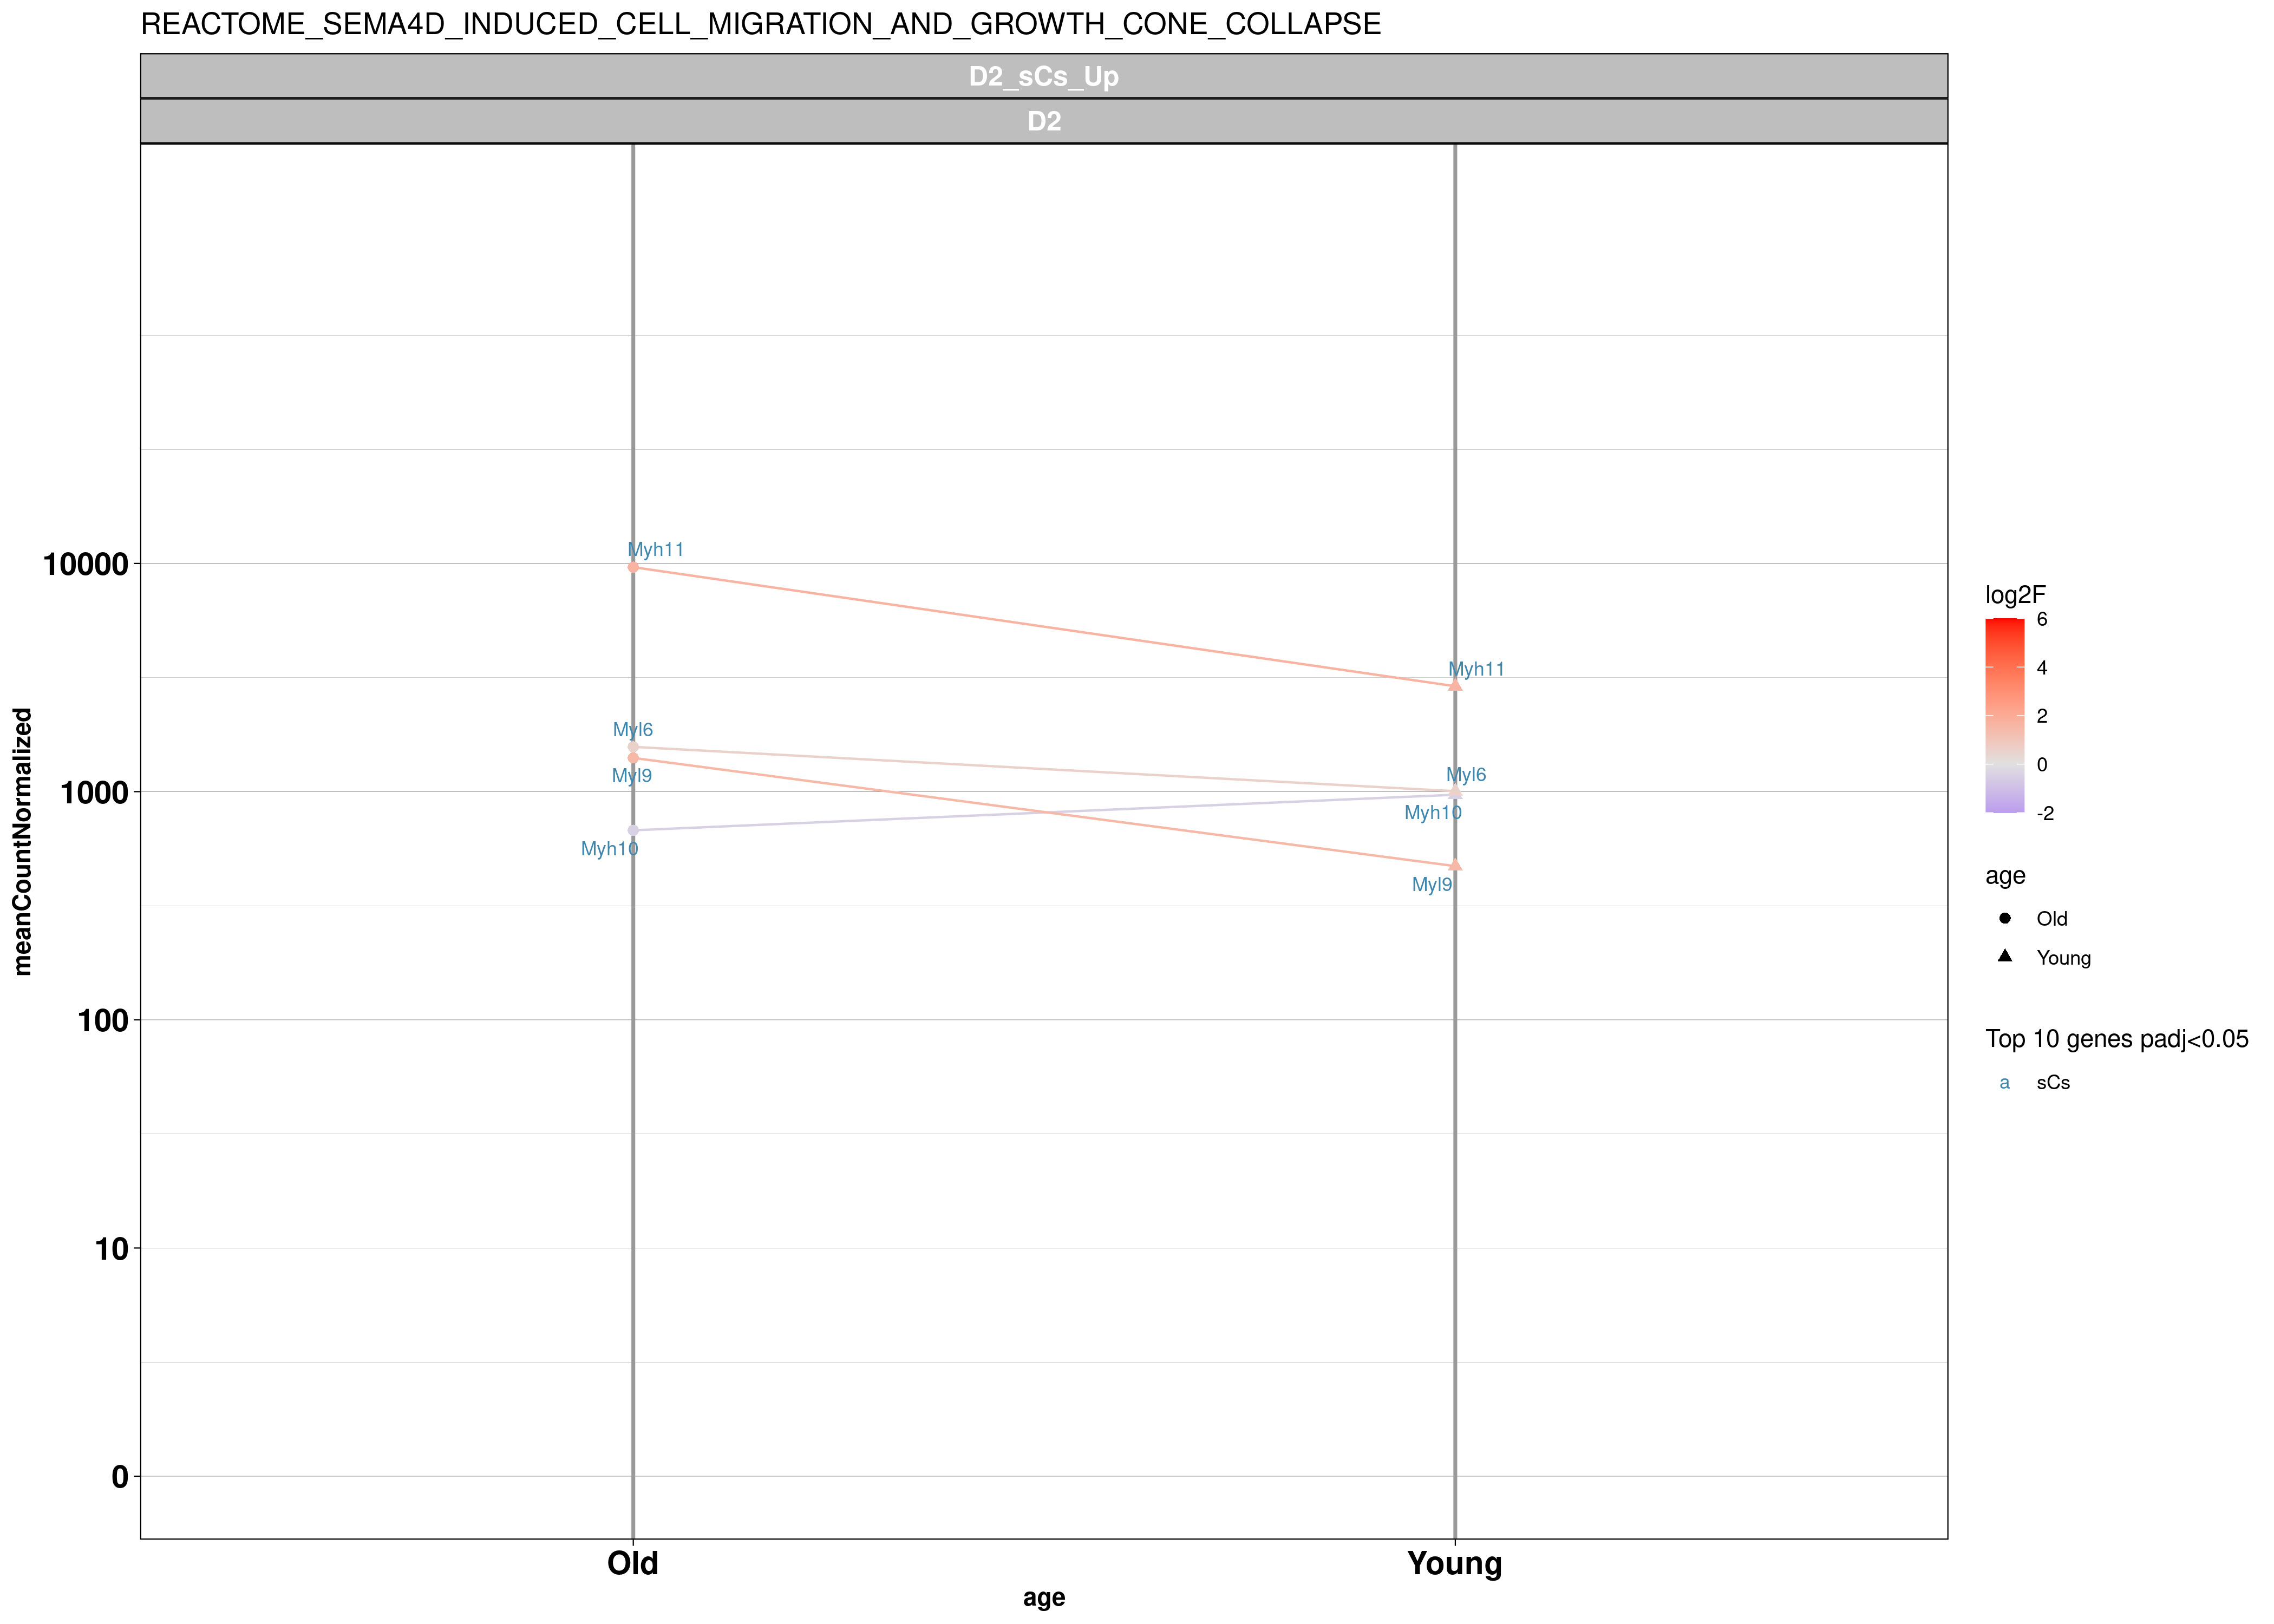 REACTOME_SEMA4D_INDUCED_CELL_MIGRATION_AND_GROWTH_CONE_COLLAPSE
D2_sCs_Up
D2
meanCountNormalized
10000
1000
100
10
0
Myh11
Myl6
Myl9
Myh10
Myh11
Myl6
Myh10
Myl9
Old
Young
age
log2F
6
4
2
0
-2
age
Old
Young
Top 10 genes padj<0.05
a sCs